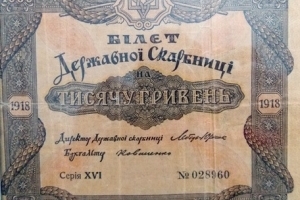 БІЛЕТ
Державної Скарбниці
на
ТИСЯЧУ ГРИВЕНЬ
1918 1918
Директор Державної скарбниці
Бухгалтер
Серія XVI № 028960